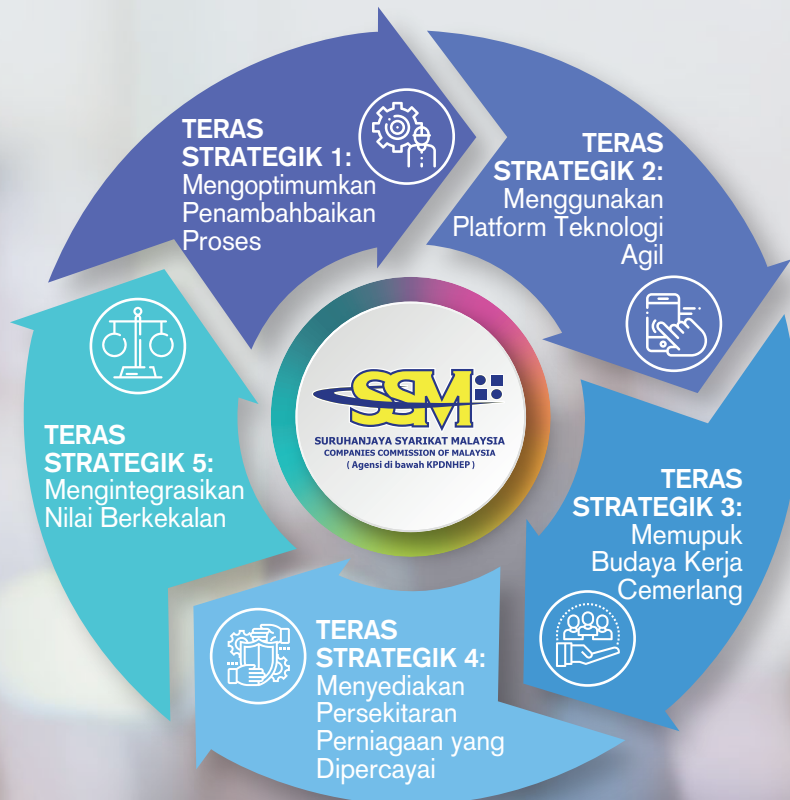 TERAS
STRATEGIK 1:
Mengoptimumkan
Penambahbaikan
Proses
TERAS
STRATEGIK 2:
Menggunakan
Platform Teknologi
Agil
TERAS
STRATEGIK 3:
Memupuk
Budaya Kerja
Cemerlang
TERAS
STRATEGIK 4:
Menyediakan
Persekitaran
Perniagaan yang
Dipercayai
TERAS
STRATEGIK 5:
Mengintegrasikan
Nilai Berkekalan
SSM
SURUHANJAYA SYARIKAT MALAYSIA
COMPANIES COMMISSION OF MALAYSIA
( Agensi di bawah KPDNHEP )